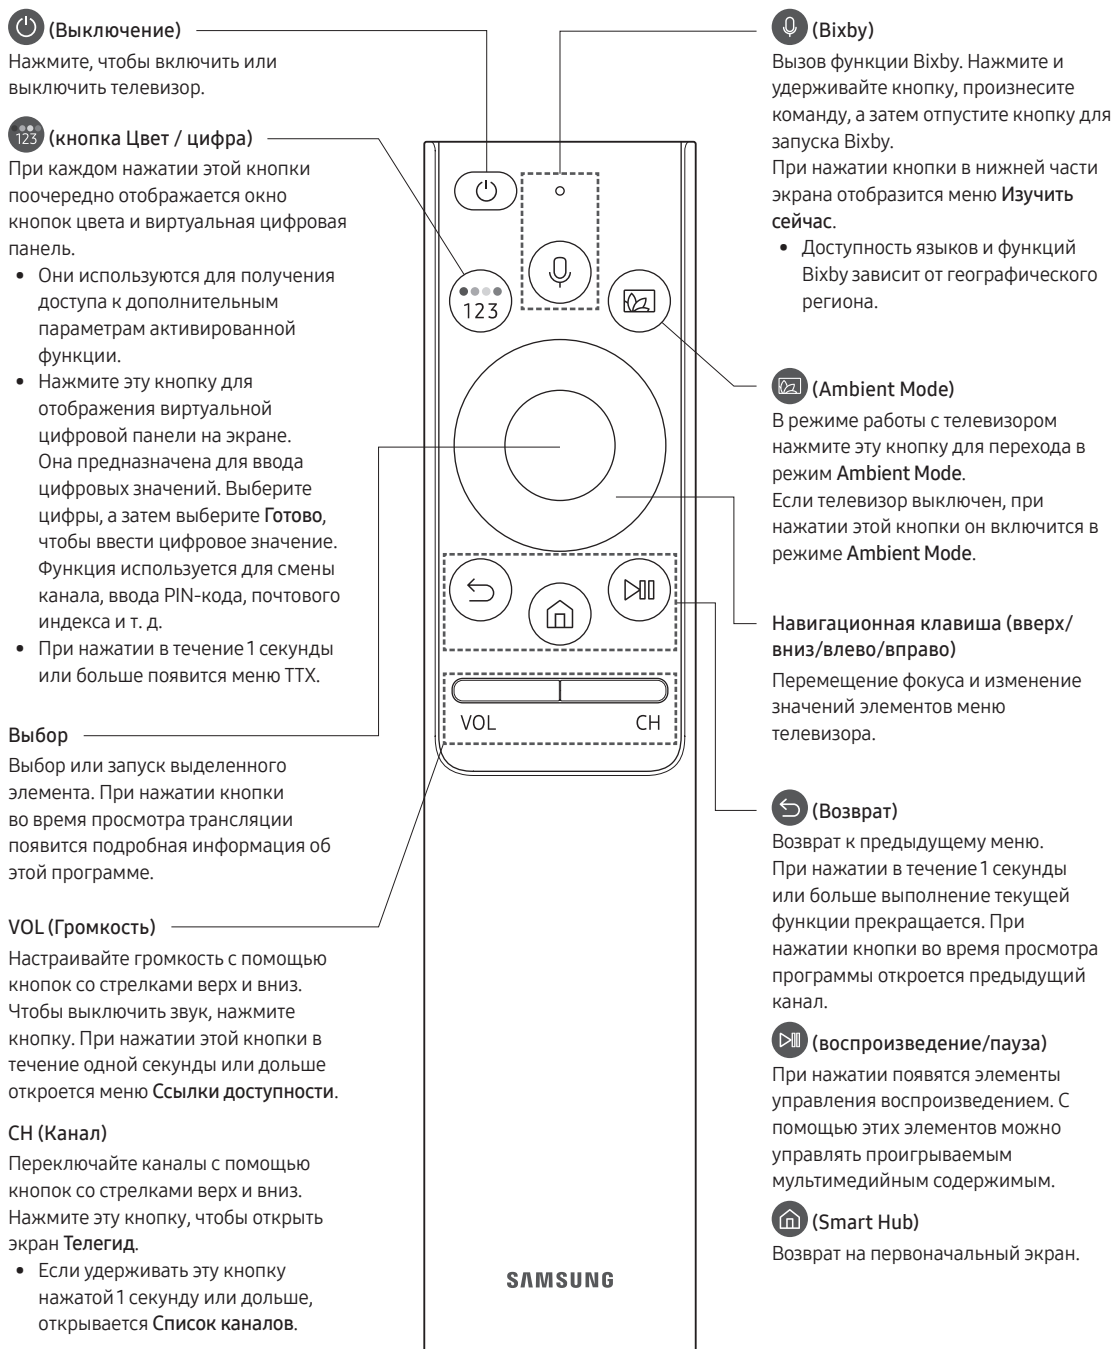 (Выключение)
Нажмите, чтобы включить или
выключить телевизор.
123 (кнопка Цвет / цифра)
При каждом нажатии этой кнопки
поочередно отображается окно
кнопок цвета и виртуальная цифровая
панель.
• Они используются для получения
доступа к дополнительным
параметрам активированной
функции.
• Нажмите эту кнопку для
отображения виртуальной
цифровой панели на экране.
Она предназначена для ввода
цифровых значений. Выберите
цифры, а затем выберите Готово,
чтобы ввести цифровое значение.
Функция используется для смены
канала, ввода PIN-кода, почтового
индекса и т. д.
• При нажатии в течение 1 секунды
или больше появится меню TTX.
Выбор
Выбор или запуск выделенного
элемента. При нажатии кнопки
во время просмотра трансляции
появится подробная информация об
этой программе.
VOL (Громкость)
Настраивайте громкость с помощью
кнопок со стрелками верх и вниз.
Чтобы выключить звук, нажмите
кнопку. При нажатии этой кнопки в
течение одной секунды или дольше
откроется меню Ссылки доступности.
CH (Канал)
Переключайте каналы с помощью
кнопок со стрелками верх и вниз.
Нажмите эту кнопку, чтобы открыть
экран Телегид.
• Если удерживать эту кнопку
нажатой 1 секунду или дольше,
открывается Список каналов.
123
VOL CH
SAMSUNG
(Bixby)
Вызов функции Bixby. Нажмите и
удерживайте кнопку, произнесите
команду, а затем отпустите кнопку для
запуска Bixby.
При нажатии кнопки в нижней части
экрана отобразится меню Изучить
сейчас.
• Доступность языков и функций
Bixby зависит от географического
региона.
(Ambient Mode)
В режиме работы с телевизором
нажмите эту кнопку для перехода в
режим Ambient Mode.
Если телевизор выключен, при
нажатии этой кнопки он включится в
режиме Ambient Mode.
Навигационная клавиша (вверх/
вниз/влево/вправо)
Перемещение фокуса и изменение
значений элементов меню
телевизора.
(Возврат)
Возврат к предыдущему меню.
При нажатии в течение 1 секунды
или больше выполнение текущей
функции прекращается. При
нажатии кнопки во время просмотра
программы откроется предыдущий
канал.
(воспроизведение/пауза)
При нажатии появятся элементы
управления воспроизведением. С
помощью этих элементов можно
управлять проигрываемым
мультимедийным содержимым.
(Smart Hub)
Возврат на первоначальный экран.